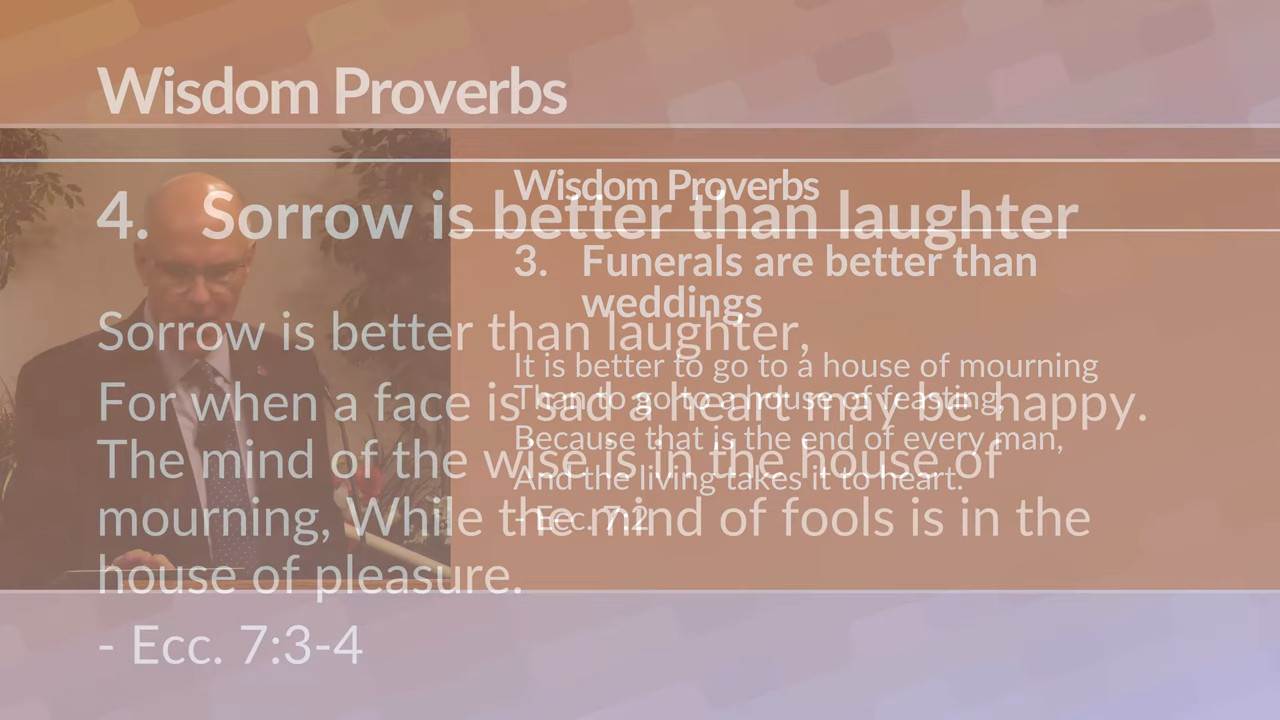 Wisdom Proverbs
4. Sorrow is better than laughter
Sorrow is better than laughter,
For when a face is sad a heart may be happy.
The mind of the wise is in the house of
mourning, While the mind of fools is in the
house of pleasure.
- Ecc. 7:3-4
Wisdom Proverbs
3. Funerals are better than
weddings
It is better to go to a house of mourning
Than to go to a house of feasting,
Because that is the end of every man,
And the living takes it to heart.
- Ecc. 7:2